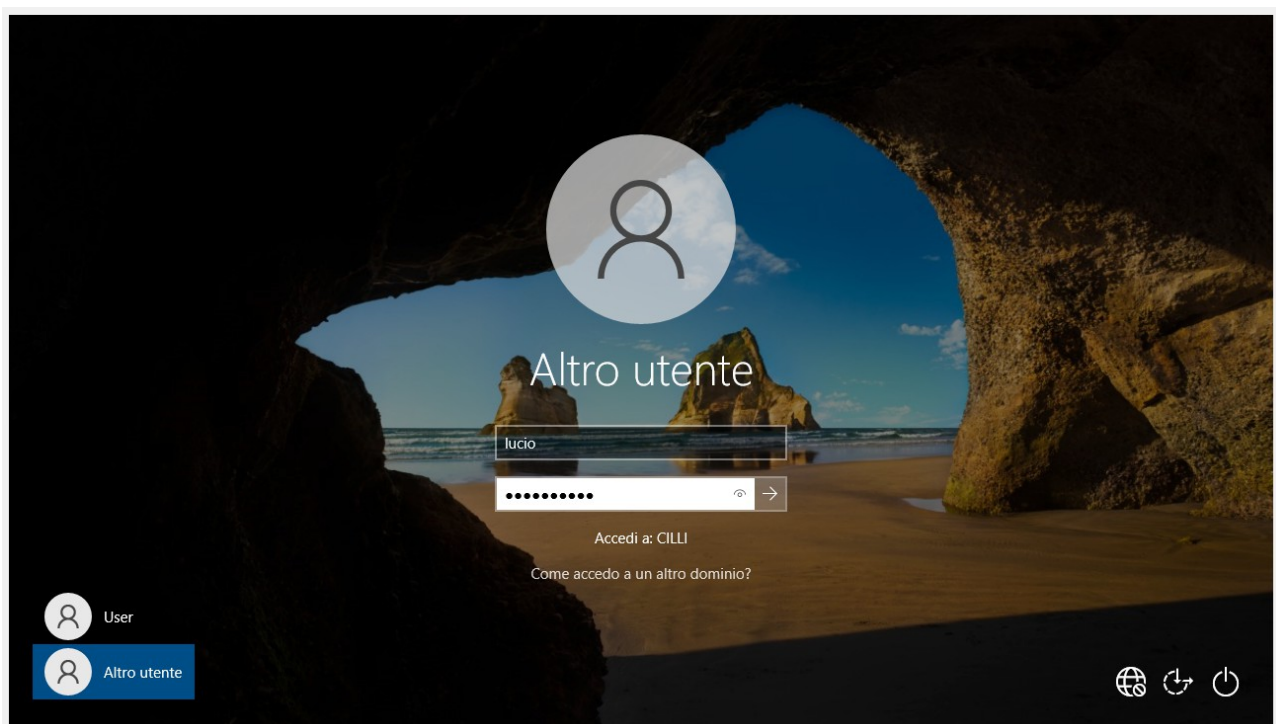 Altro utente
lucio
••••••••••
Accedi a: CILLI
Come accedo a un altro dominio?
User
Altro utente